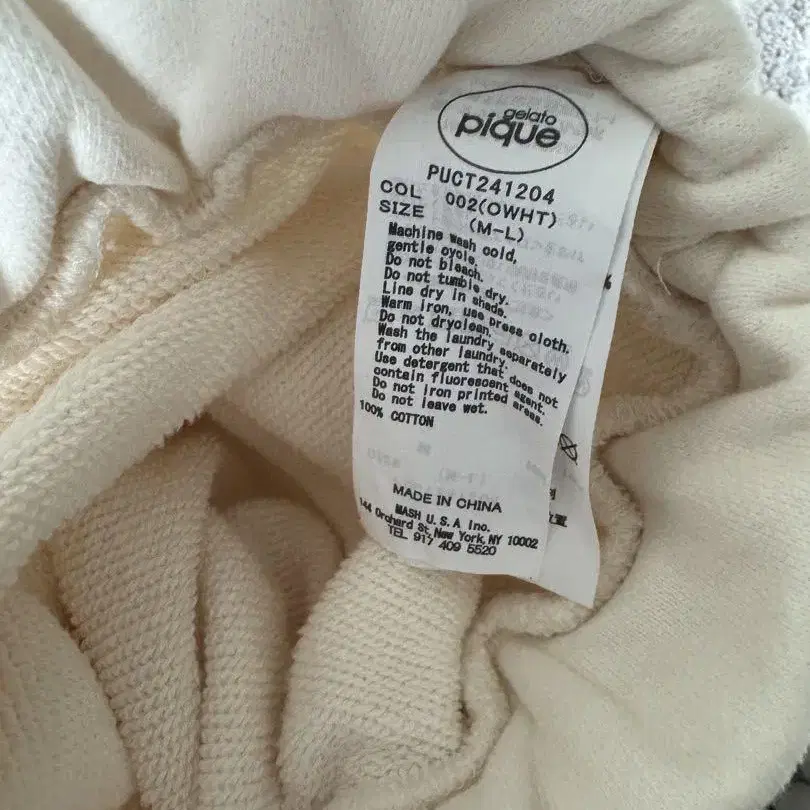 gelato
pique
PUCT241204
COL 002(OWHT)
SIZE (M-L)
Machine wash cold,
gentle cycle.
Do not bleach.
Do not tumble dry.
Line dry in shade.
Warm iron, use press cloth.
Do not dryclean.
Wash the laundry separately
from other laundry.
Use detergent that does not
contain fluorescent agent.
Do not iron printed areas.
Do not leave wet.
100% COTTON
MADE IN CHINA
MASH U.S.A Inc.
144 Orchard St, New York, NY 10002
TEL 917 409 5520